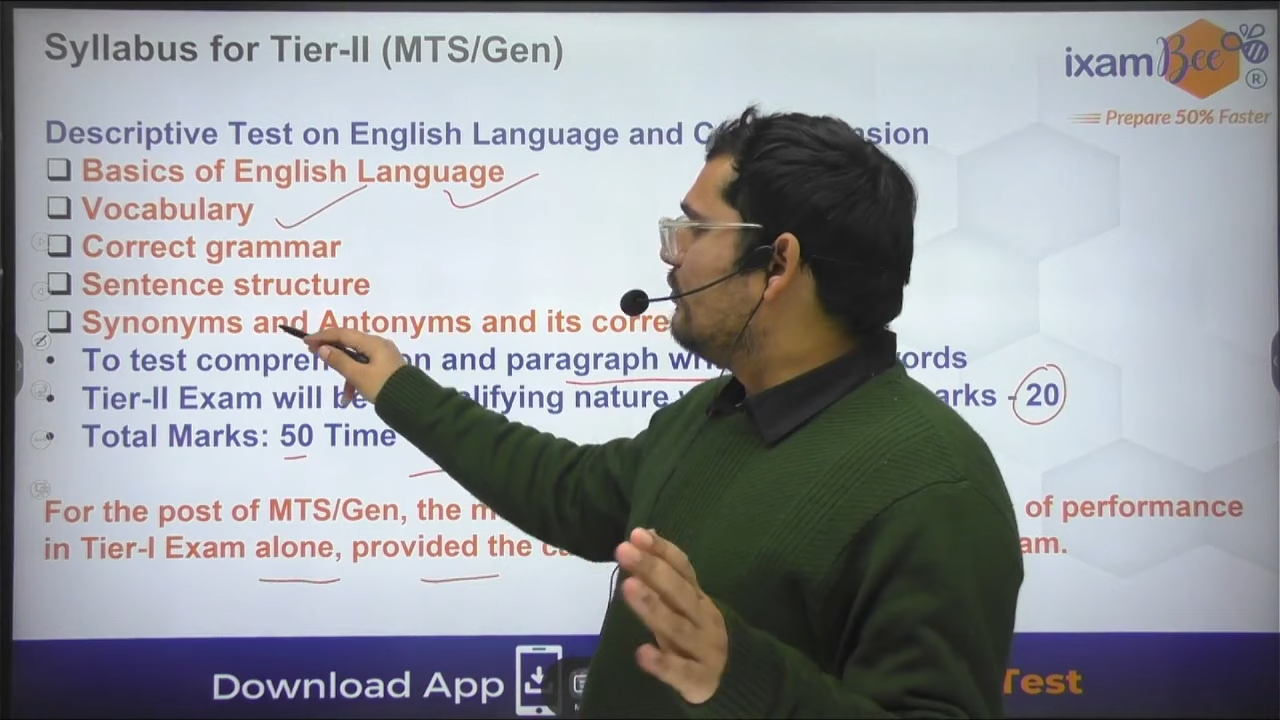 Syllabus for Tier-II (MTS/Gen)
ixamBee ®
Prepare 50% Faster
Descriptive Test on English Language and C sion
Basics of English Language
Vocabulary
Correct grammar
Sentence structure
Synonyms and Antonyms and its corre
To test compreh on and paragraph w ords
Tier-II Exam will be lifying nature arks - 20
Total Marks: 50 Time
For the post of MTS/Gen, the m of performance
in Tier-I Exam alone, provided the c am.
Download App Test